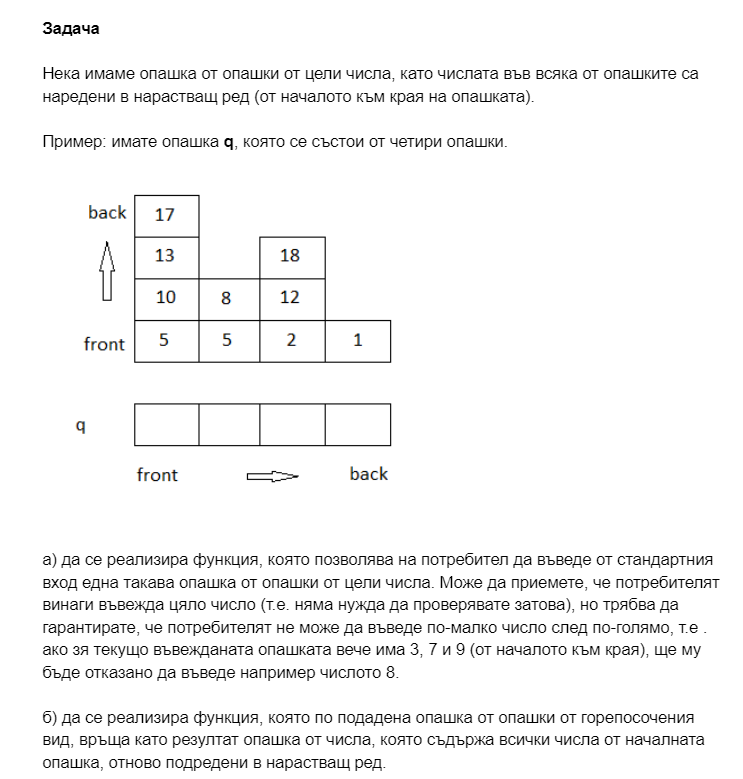 Задача
Нека имаме опашка от опашки от цели числа, като числата във всяка от опашките са
наредени в нарастващ ред (от началото към края на опашката).
Пример: имате опашка q, която се състои от четири опашки.
back 17
13 18
10 8 12
front 5 5 2 1
q
front back
а) да се реализира функция, която позволява на потребител да въведе от стандартния
вход една такава опашка от опашки от цели числа. Може да приемете, че потребителят
винаги въвежда цяло число (т.е. няма нужда да проверявате затова), но трябва да
гарантирате, че потребителят не може да въведе по-малко число след по-голямо, т.е .
ако зя текущо въвежданата опашката вече има 3, 7 и 9 (от началото към края), ще му
бъде отказано да въведе например числото 8.
б) да се реализира функция, която по подадена опашка от опашки от горепосочения
вид, връща като резултат опашка от числа, която съдържа всички числа от началната
опашка, отново подредени в нарастващ ред.